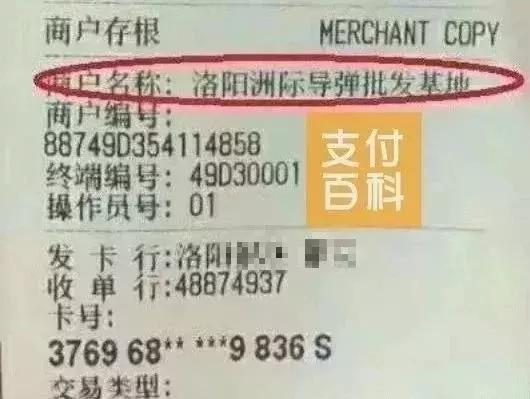 商户存根 MERCHANT COPY
商户名称：洛阳洲际导弹批发基地
商户编号：
88749D354114858
终端编号：49D30001
操作员号：01
支付
百科
发 卡 行：洛阳
收 单 行：48874937
卡号：
3769 68** ***9 836 S
交易类型：